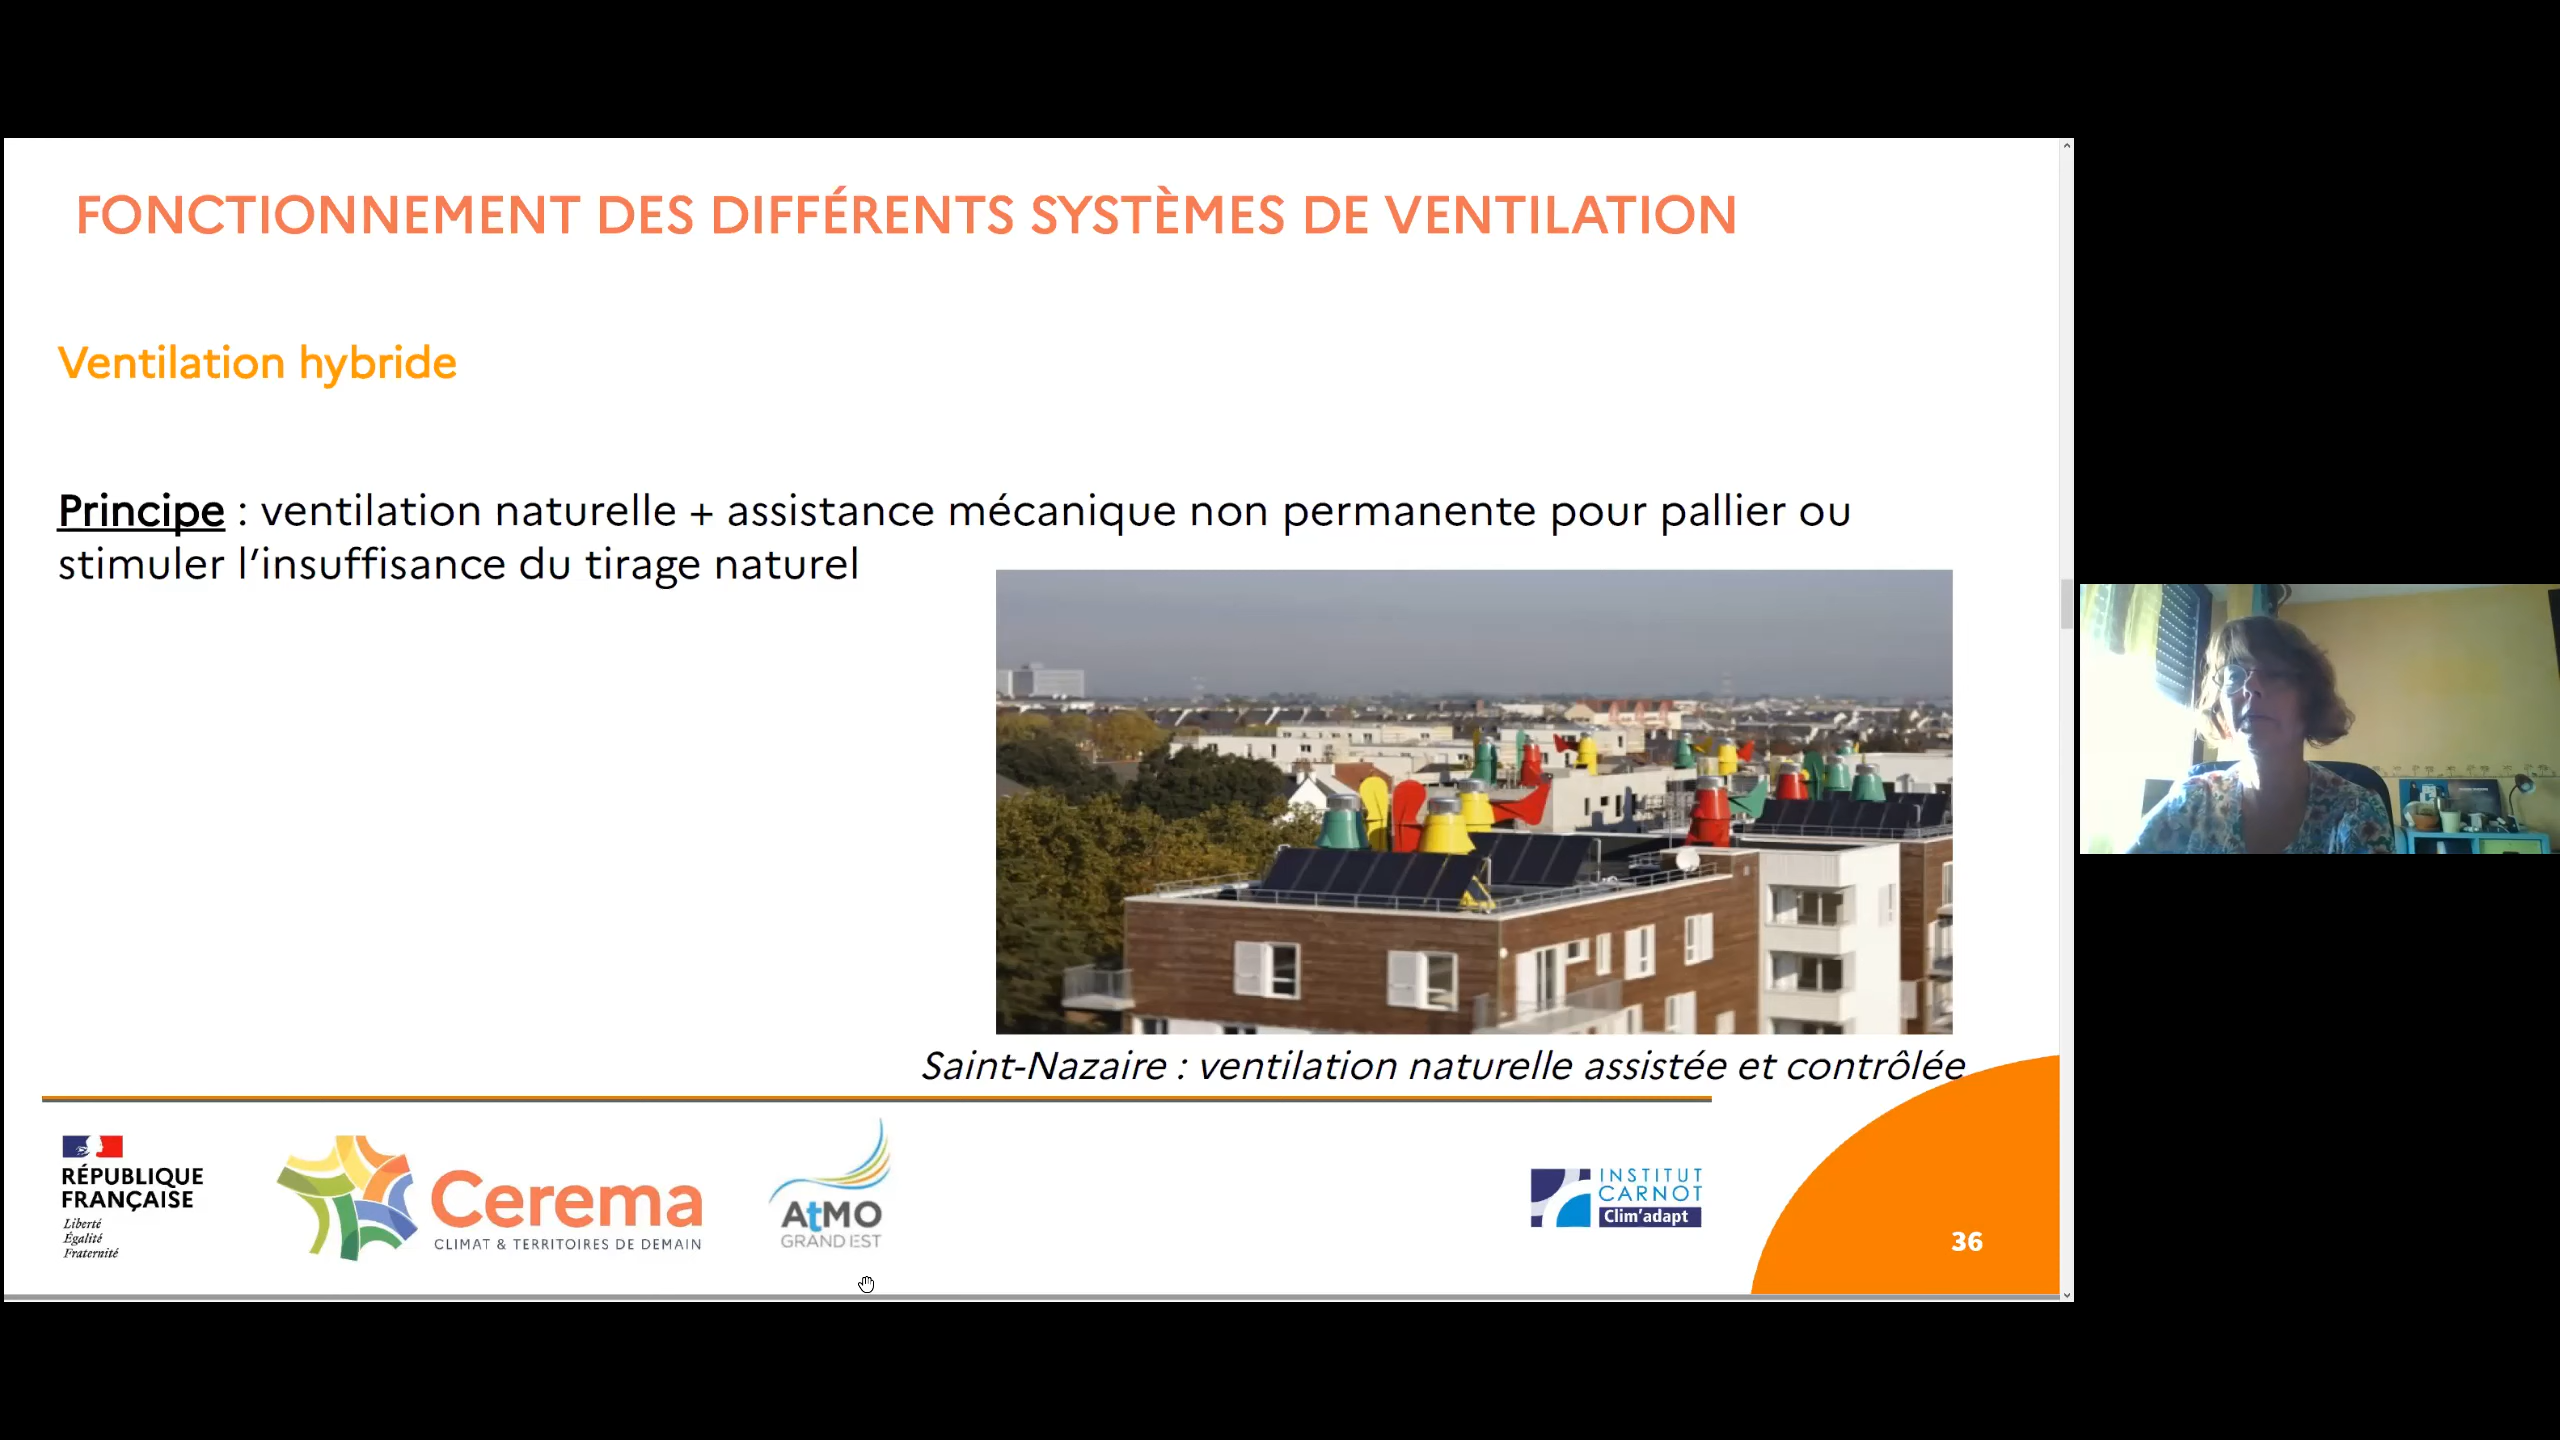 FONCTIONNEMENT DES DIFFÉRENTS SYSTÈMES DE VENTILATION
Ventilation hybride
Principe : ventilation naturelle + assistance mécanique non permanente pour pallier ou
stimuler l’insuffisance du tirage naturel
Saint-Nazaire : ventilation naturelle assistée et contrôlée
RÉPUBLIQUE
FRANÇAISE
Liberté
Égalité
Fraternité
Cerema
CLIMAT & TERRITOIRES DE DEMAIN
AtMO
GRAND EST
INSTITUT
CARNOT
Clim'adapt
36